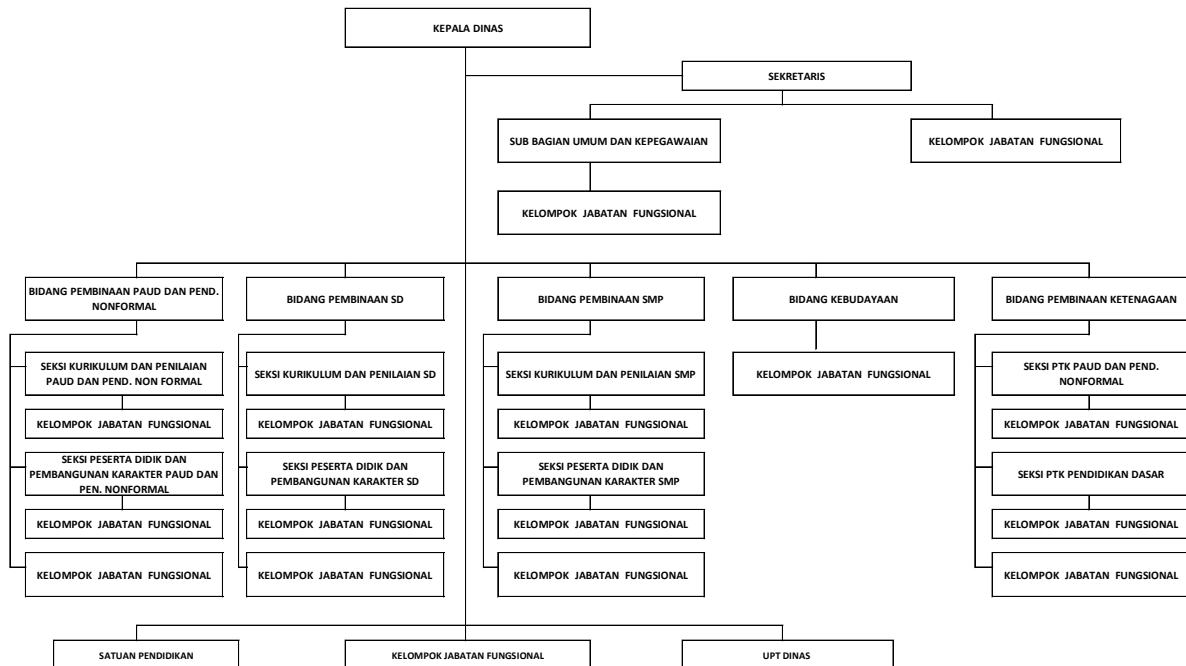 KEPALA DINAS
SEKRETARIS
SUB BAGIAN UMUM DAN KEPEGAWAIAN
KELOMPOK JABATAN FUNGSIONAL
KELOMPOK JABATAN FUNGSIONAL
BIDANG PEMBINAAN PAUD DAN PEND.
NONFORMAL
BIDANG PEMBINAAN SD
BIDANG PEMBINAAN SMP
BIDANG KEBUDAYAAN
BIDANG PEMBINAAN KETENAGAAN
SEKSI KURIKULUM DAN PENILAIAN
PAUD DAN PEND. NON FORMAL
SEKSI KURIKULUM DAN PENILAIAN SD
SEKSI KURIKULUM DAN PENILAIAN SMP
KELOMPOK JABATAN FUNGSIONAL
SEKSI PTK PAUD DAN PEND.
NONFORMAL
KELOMPOK JABATAN FUNGSIONAL
KELOMPOK JABATAN FUNGSIONAL
KELOMPOK JABATAN FUNGSIONAL
KELOMPOK JABATAN FUNGSIONAL
SEKSI PESERTA DIDIK DAN
PEMBANGUNAN KARAKTER PAUD DAN
PEN. NONFORMAL
SEKSI PESERTA DIDIK DAN
PEMBANGUNAN KARAKTER SD
SEKSI PESERTA DIDIK DAN
PEMBANGUNAN KARAKTER SMP
SEKSI PTK PENDIDIKAN DASAR
KELOMPOK JABATAN FUNGSIONAL
KELOMPOK JABATAN FUNGSIONAL
KELOMPOK JABATAN FUNGSIONAL
KELOMPOK JABATAN FUNGSIONAL
KELOMPOK JABATAN FUNGSIONAL
KELOMPOK JABATAN FUNGSIONAL
KELOMPOK JABATAN FUNGSIONAL
KELOMPOK JABATAN FUNGSIONAL
SATUAN PENDIDIKAN
KELOMPOK JABATAN FUNGSIONAL
UPT DINAS